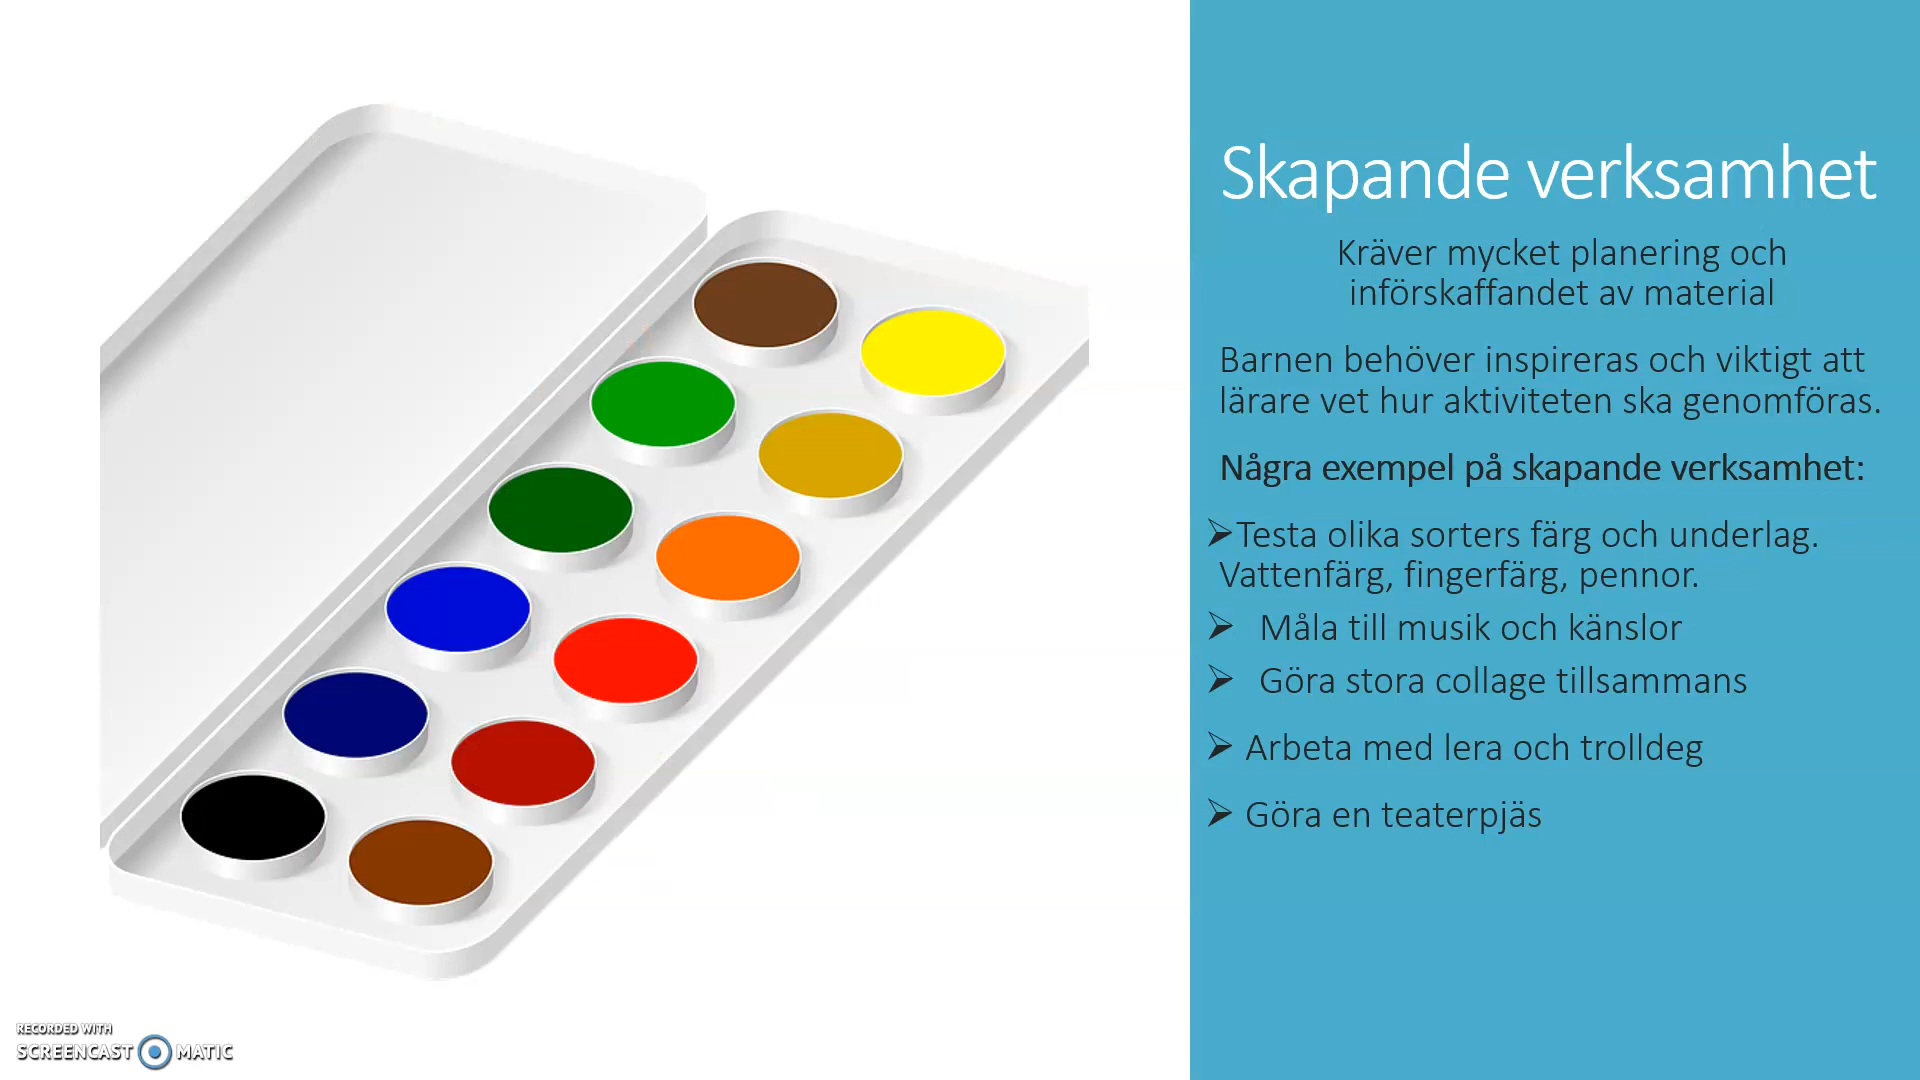 Skapande verksamhet
Kräver mycket planering och
införskaffandet av material
Barnen behöver inspireras och viktigt att
lärare vet hur aktiviteten ska genomföras.
Några exempel på skapande verksamhet:
➢Testa olika sorters färg och underlag.
Vattenfärg, fingerfärg, pennor.
➢ Måla till musik och känslor
➢ Göra stora collage tillsammans
➢ Arbeta med lera och trolldeg
➢ Göra en teaterpjäs
RECORDED WITH
SCREENCAST MATIC